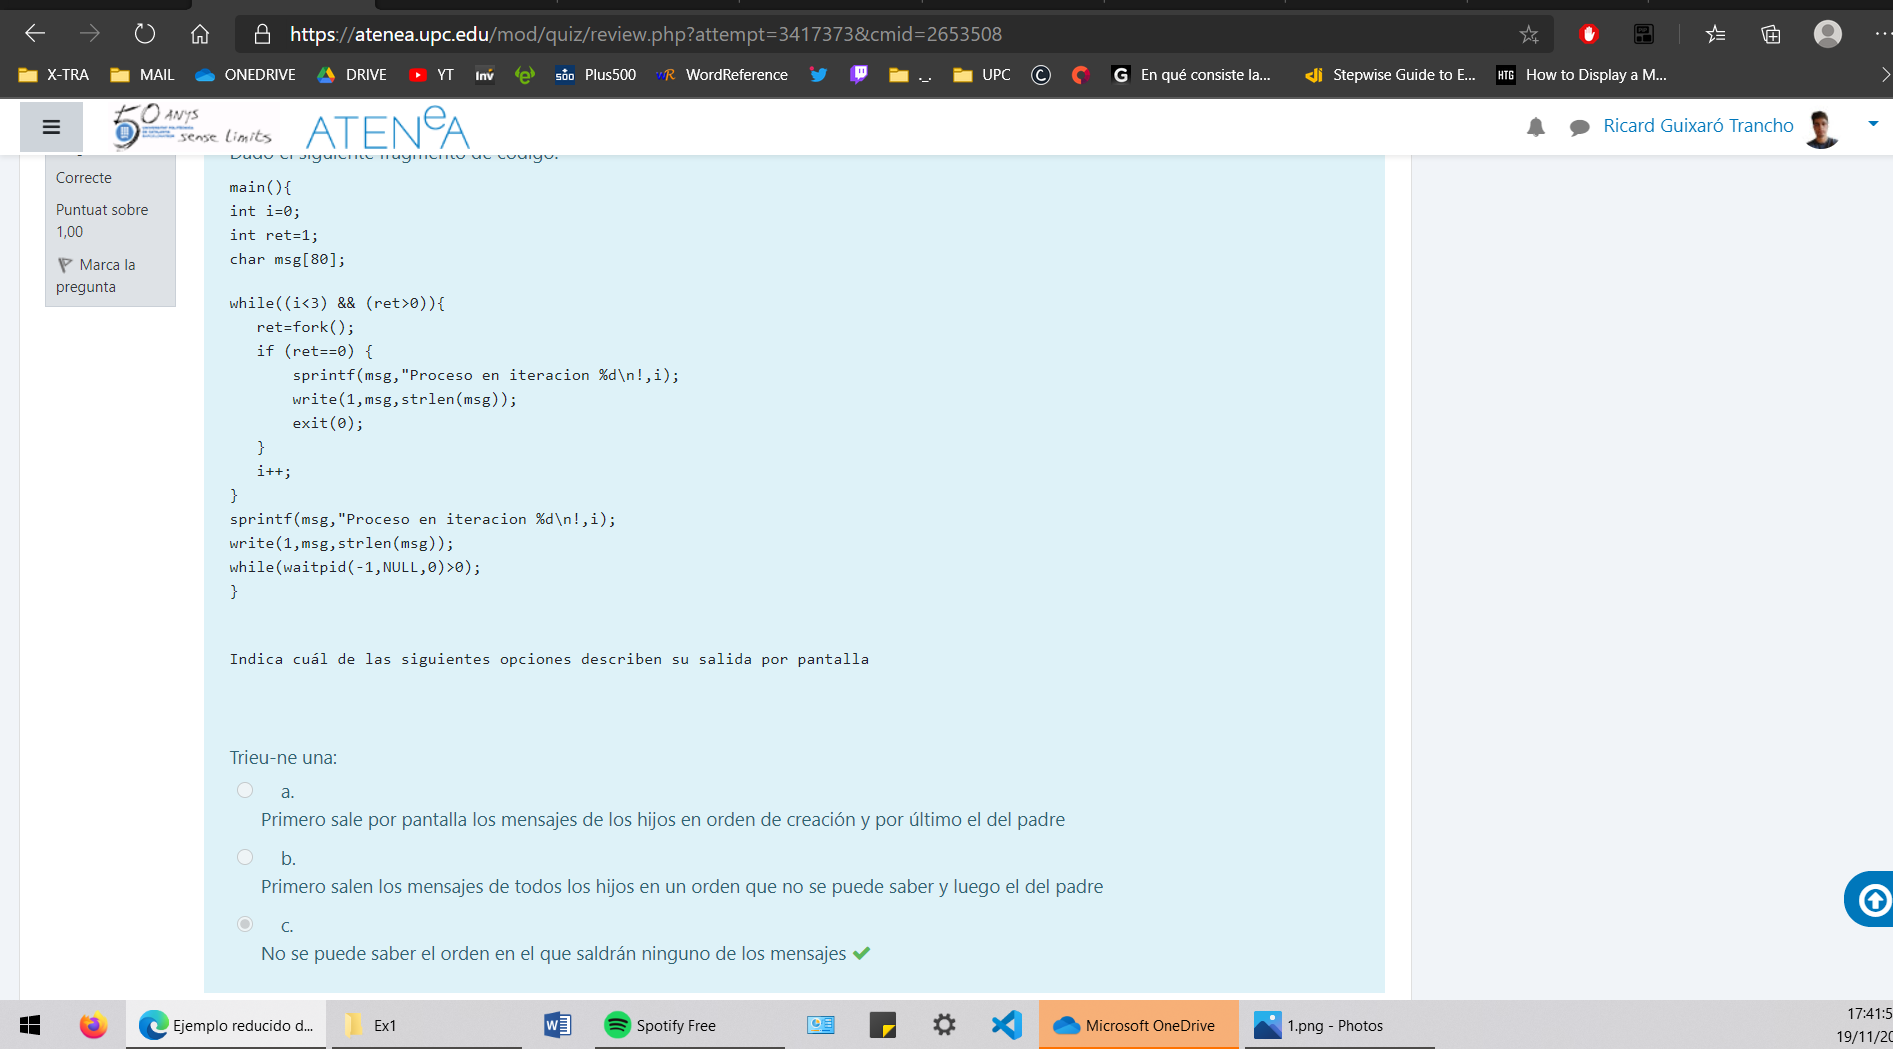 https://atenea.upc.edu/mod/quiz/review.php?attempt=3417373&cmid=2653508
X-TRA MAIL ONEDRIVE DRIVE YT inv sdo Plus500 WR WordReference ._. UPC C G En qué consiste la... Stepwise Guide to E... HTG How to Display a M...
50 ANYS
sense límits
ATENEA
Ricard Guixaró Trancho
Dado el siguiente fragmento de código:
Correcte
Puntuat sobre
1,00
Marca la
pregunta
main(){
int i=0;
int ret=1;
char msg[80];
while((i<3) && (ret>0)){
ret=fork();
if (ret==0) {
sprintf(msg,"Proceso en iteracion %d\n!,i);
write(1,msg,strlen(msg));
exit(0);
}
i++;
}
sprintf(msg,"Proceso en iteracion %d\n!,i);
write(1,msg,strlen(msg));
while(waitpid(-1,NULL,0)>0);
}
Indica cuál de las siguientes opciones describen su salida por pantalla
Trieu-ne una:
a.
Primero sale por pantalla los mensajes de los hijos en orden de creación y por último el del padre
b.
Primero salen los mensajes de todos los hijos en un orden que no se puede saber y luego el del padre
c.
No se puede saber el orden en el que saldrán ninguno de los mensajes
Ejemplo reducido d... Ex1 Spotify Free Microsoft OneDrive 1.png - Photos
17:41:5
19/11/20